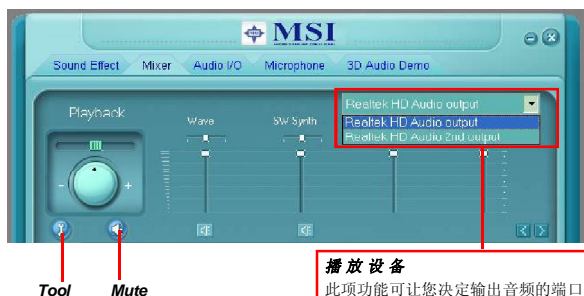 MSI
Sound Effect Mixer Audio I/O Microphone 3D Audio Demo
Realtek HD Audio output
Playback
Wave SW Synth
Realtek HD Audio output
Realtek HD Audio 2nd output
- +
Tool Mute
播放设备
此项功能可让您决定输出音频的端口